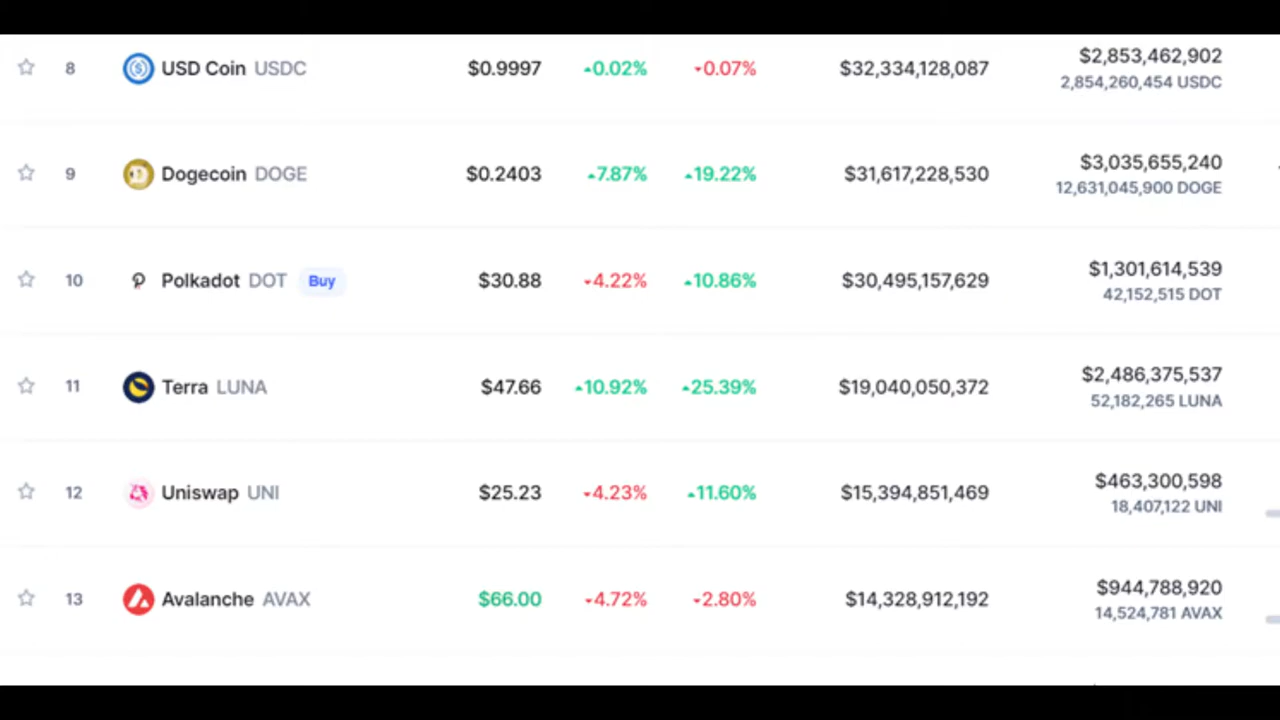 8 USD Coin USDC $0.9997 0.02% 0.07% $32,334,128,087 $2,853,462,902
2,854,260,454 USDC
9 Dogecoin DOGE $0.2403 7.87% 19.22% $31,617,228,530 $3,035,655,240
12,631,045,900 DOGE
10 Polkadot DOT Buy $30.88 4.22% 10.86% $30,495,157,629 $1,301,614,539
42,152,515 DOT
11 Terra LUNA $47.66 10.92% 25.39% $19,040,050,372 $2,486,375,537
52,182,265 LUNA
12 Uniswap UNI $25.23 4.23% 11.60% $15,394,851,469 $463,300,598
18,407,122 UNI
13 Avalanche AVAX $66.00 4.72% 2.80% $14,328,912,192 $944,788,920
14,524,781 AVAX